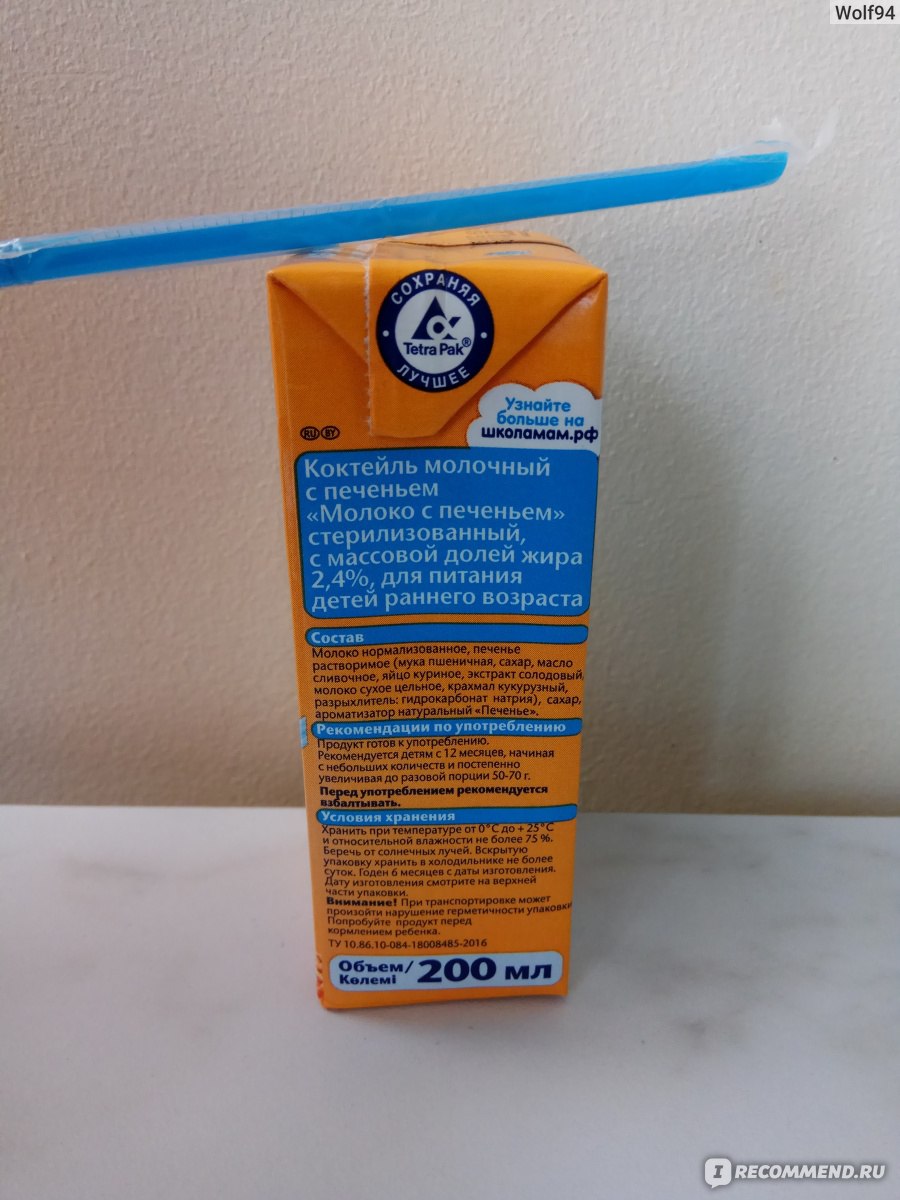 Wolf94
СОХРАНЯЯ
Tetra Pak®
ЛУЧШЕЕ
Узнайте
больше на
школамам.рф
RU BY
Коктейль молочный
с печеньем
«Молоко с печеньем»
стерилизованный,
с массовой долей жира
2,4%, для питания
детей раннего возраста
Состав
Молоко нормализованное, печенье
растворимое (мука пшеничная, сахар, масло
сливочное, яйцо куриное, экстракт солодовый,
молоко сухое цельное, крахмал кукурузный,
разрыхлитель: гидрокарбонат натрия), сахар,
ароматизатор натуральный «Печенье».
Рекомендации по употреблению
Продукт готов к употреблению.
Рекомендуется детям с 12 месяцев, начиная
с небольших количеств и постепенно
увеличивая до разовой порции 50-70 г.
Перед употреблением рекомендуется
взбалтывать.
Условия хранения
Хранить при температуре от 0°С до + 25°С
и относительной влажности не более 75 %.
Беречь от солнечных лучей. Вскрытую
упаковку хранить в холодильнике не более
суток. Годен 6 месяцев с даты изготовления.
Дату изготовления смотрите на верхней
части упаковки.
Внимание! При транспортировке может
произойти нарушение герметичности упаковки
Попробуйте продукт перед
кормлением ребенка.
ТУ 10.86.10-084-18008485-2016
Объем/ 200 мл
Көлемі
IRECOMMEND.RU